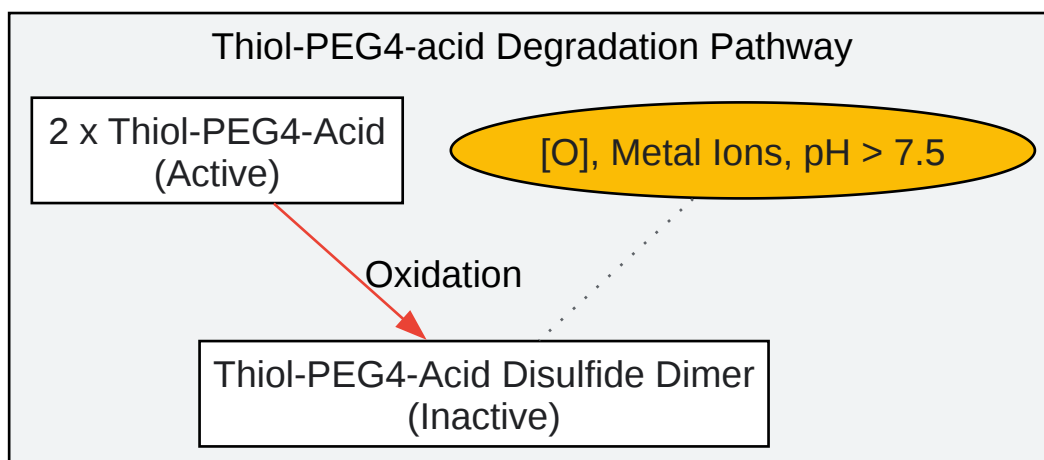 Thiol-PEG4-acid Degradation Pathway
2 x Thiol-PEG4-Acid
(Active)
[O], Metal Ions, pH > 7.5
Oxidation
Thiol-PEG4-Acid Disulfide Dimer
(Inactive)